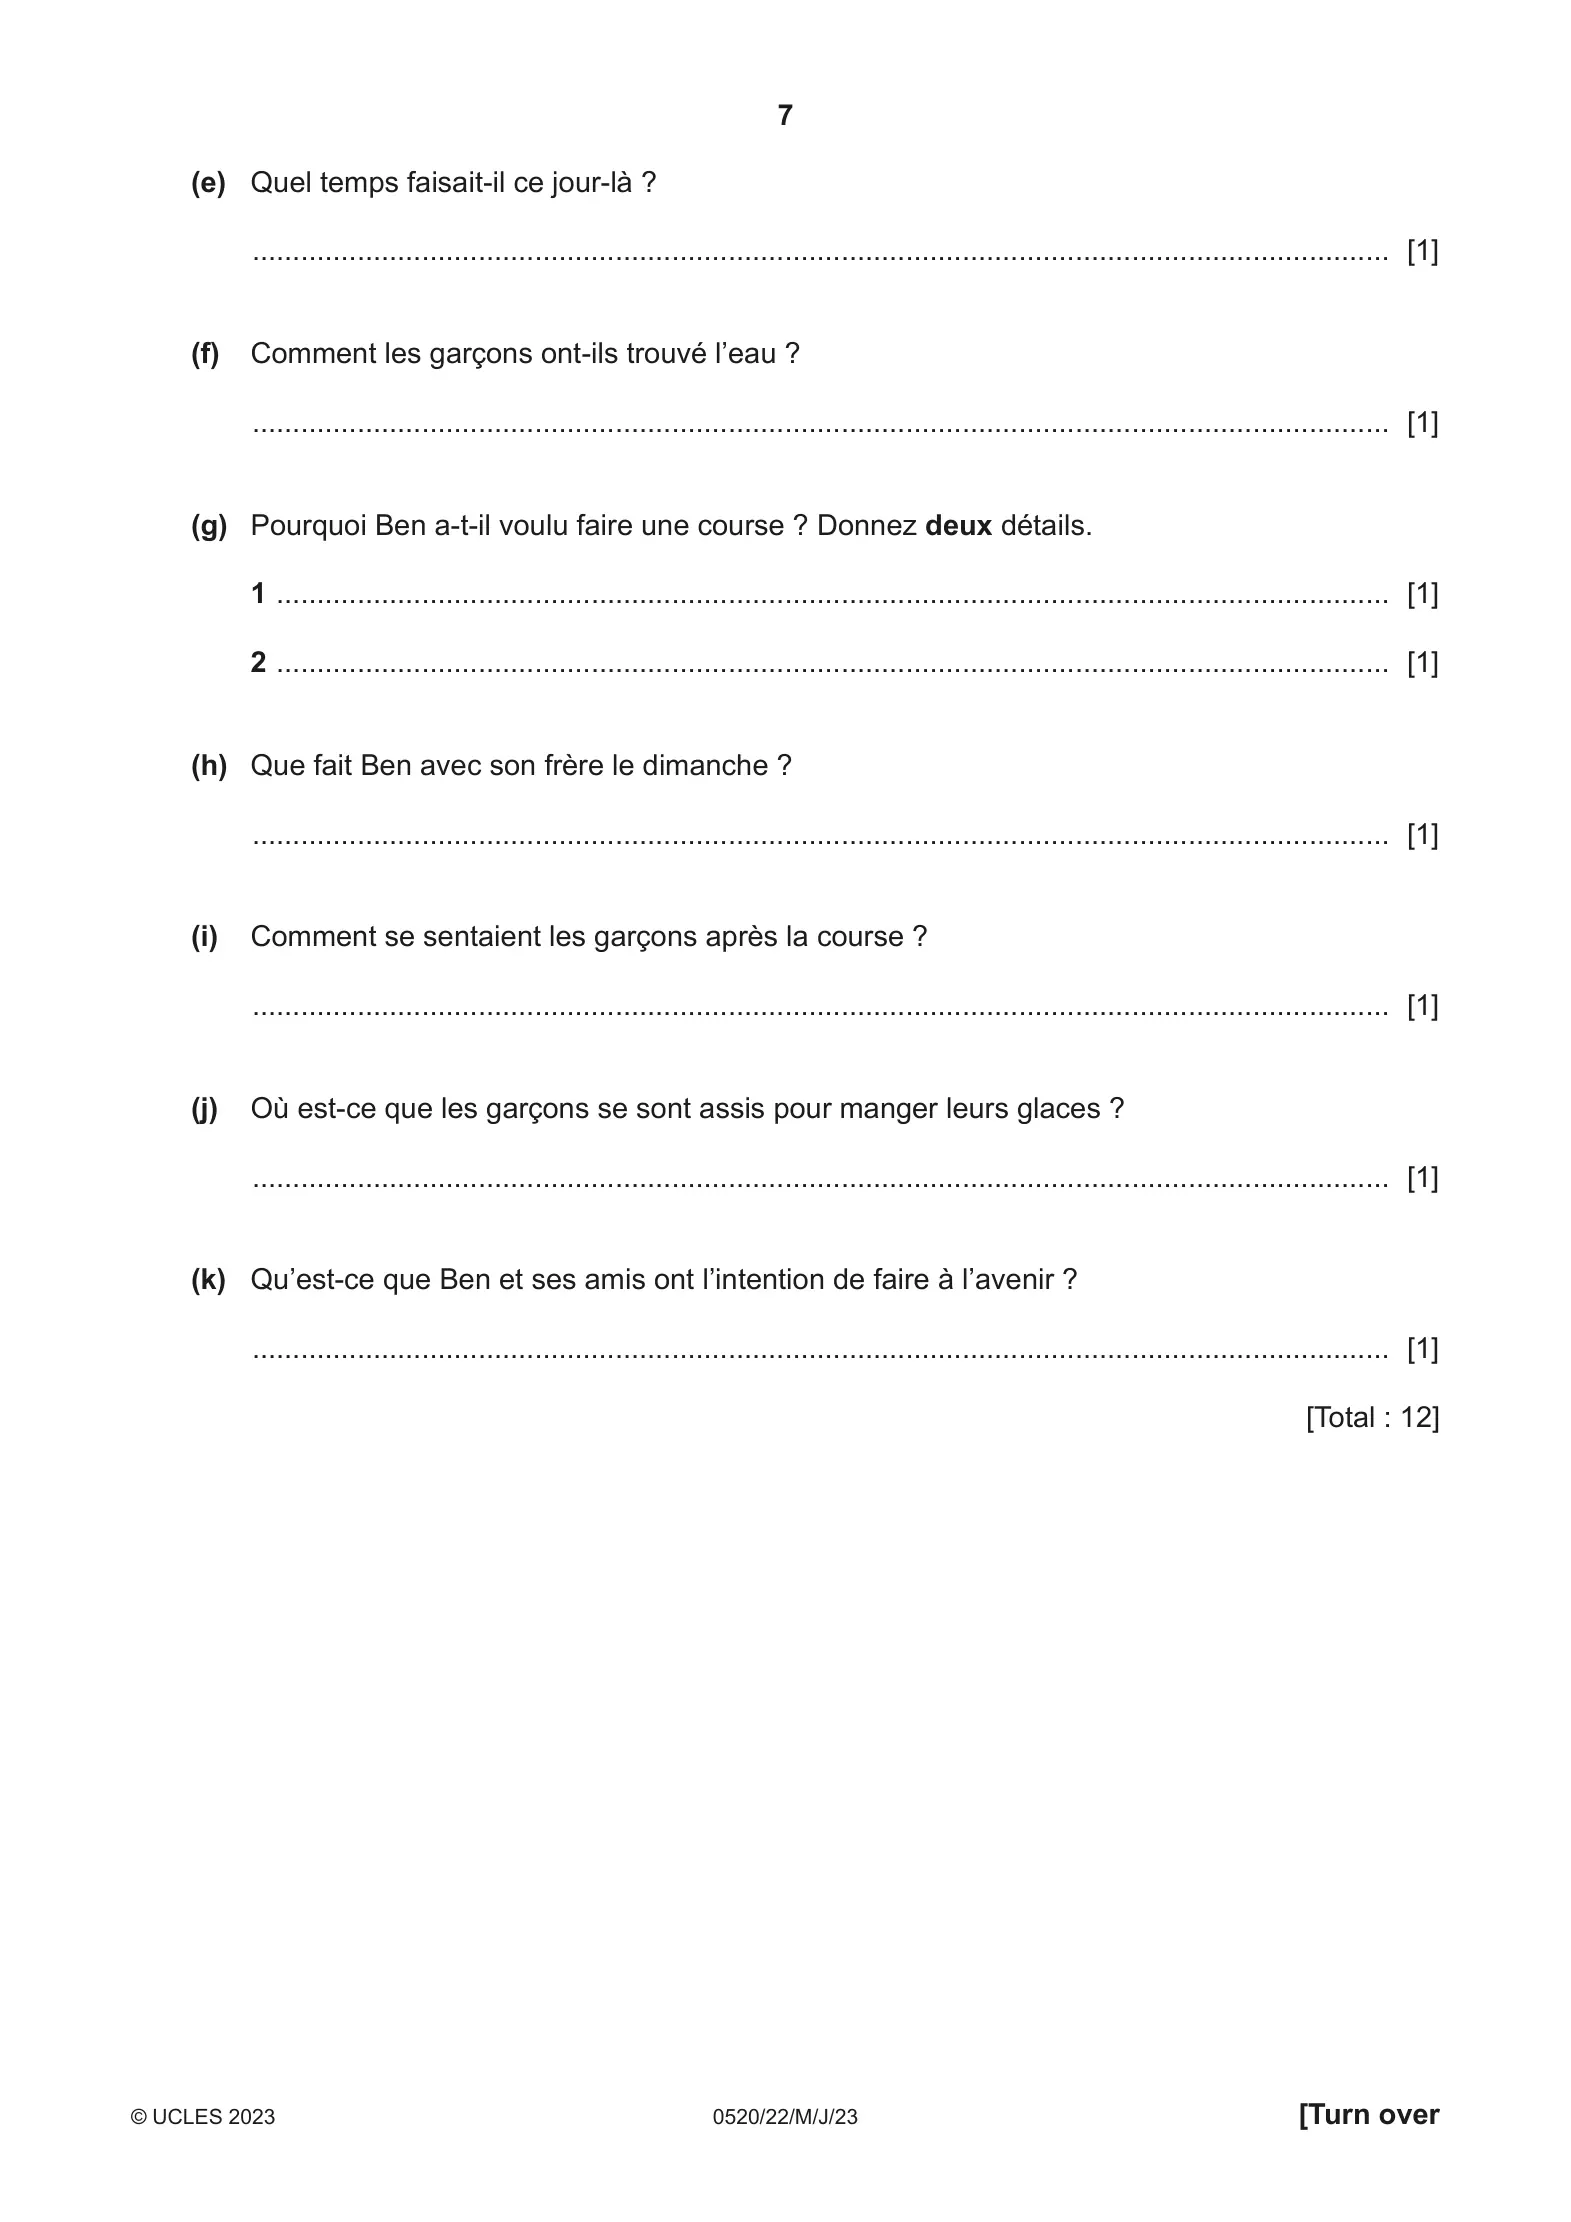 7
(e) Quel temps faisait-il ce jour-là ?
.......................................................................................................................................... [1]
(f) Comment les garçons ont-ils trouvé l’eau ?
.......................................................................................................................................... [1]
(g) Pourquoi Ben a-t-il voulu faire une course ? Donnez deux détails.
1 ....................................................................................................................................... [1]
2 ....................................................................................................................................... [1]
(h) Que fait Ben avec son frère le dimanche ?
.......................................................................................................................................... [1]
(i) Comment se sentaient les garçons après la course ?
.......................................................................................................................................... [1]
(j) Où est-ce que les garçons se sont assis pour manger leurs glaces ?
.......................................................................................................................................... [1]
(k) Qu’est-ce que Ben et ses amis ont l’intention de faire à l’avenir ?
.......................................................................................................................................... [1]
[Total : 12]
© UCLES 2023 0520/22/M/J/23 [Turn over